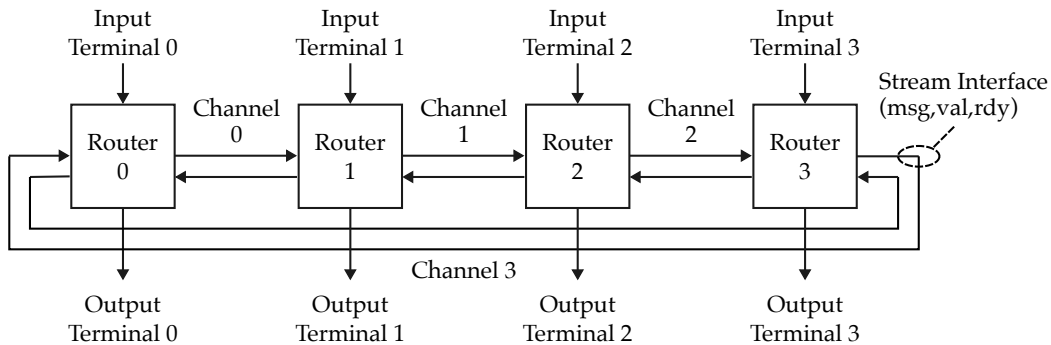 Input
Terminal 0
Input
Terminal 1
Input
Terminal 2
Input
Terminal 3
Stream Interface
(msg,val,rdy)
Channel
0
Channel
1
Channel
2
Router
0
Router
1
Router
2
Router
3
Channel 3
Output
Terminal 0
Output
Terminal 1
Output
Terminal 2
Output
Terminal 3